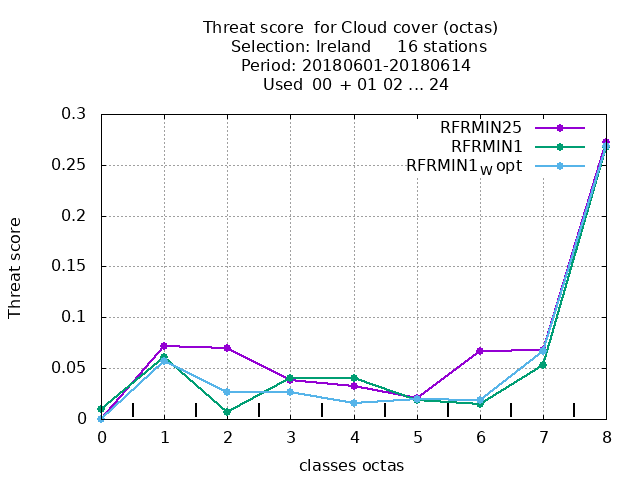 Threat score  for Cloud cover (octas)
Selection: Ireland     16 stations
Period: 20180601-20180614
Used  00 + 01 02 ... 24
RFRMIN25
RFRMIN1
RFRMIN1w opt
0.3
0.25
0.2
0.15
0.1
0.05
0
Threat score
0 1 2 3 4 5 6 7 8
classes octas